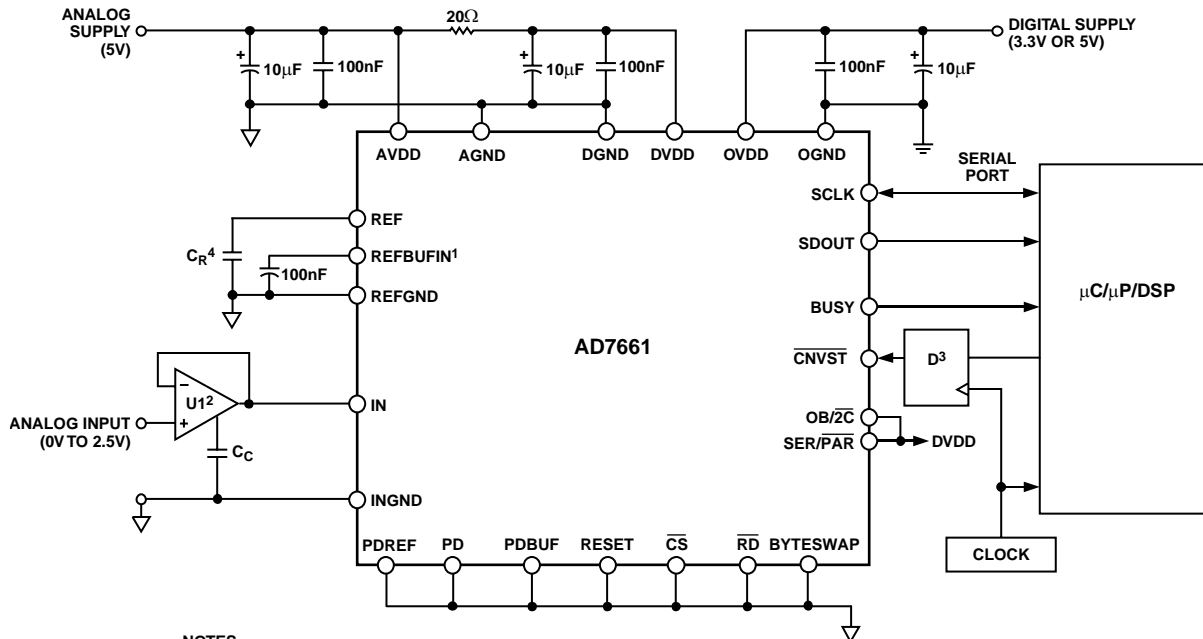 ANALOG
SUPPLY
(5V)
20Ω
DIGITAL SUPPLY
(3.3V OR 5V)
+
10μF
100nF
+
10μF
100nF
100nF
+
10μF
AVDD
AGND
DGND
DVDD
OVDD
OGND
SERIAL
PORT
SCLK
REF
CR4
REFBUFIN1
100nF
REFGND
SDOUT
BUSY
μC/μP/DSP
AD7661
CNVST
D3
–
U12
+
ANALOG INPUT
(0V TO 2.5V)
IN
OB/2C
SER/PAR
DVDD
CC
INGND
PDREF
PD
PDBUF
RESET
CS
RD
BYTESWAP
CLOCK
NOTES